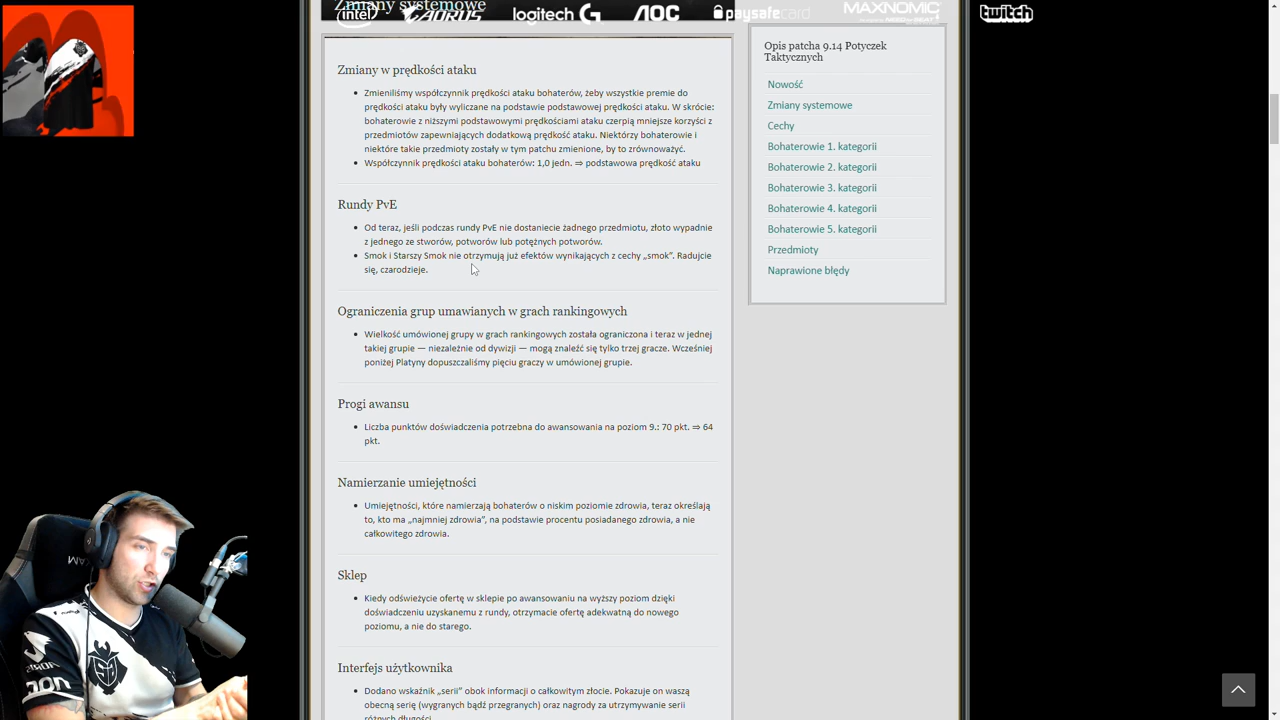 Zmiany systemowe
intel
AORUS
logitech G
AOC
paysafecard
MAXNOMIC
twitch
Zmiany w prędkości ataku
Zmieniliśmy współczynnik prędkości ataku bohaterów, żeby wszystkie premie do
prędkości ataku były wyliczane na podstawie podstawowej prędkości ataku. W skrócie:
bohaterowie z niższymi podstawowymi prędkościami ataku czerpią mniejsze korzyści z
przedmiotów zapewniających dodatkową prędkość ataku. Niektórzy bohaterowie i
niektóre takie przedmioty zostały w tym patchu zmienione, by to zrównoważyć.
Współczynnik prędkości ataku bohaterów: 1,0 jedn. ⇒ podstawowa prędkość ataku
Rundy PvE
Od teraz, jeśli podczas rundy PvE nie dostaniecie żadnego przedmiotu, złoto wypadnie
z jednego ze stworów, potworów lub potężnych potworów.
Smok i Starszy Smok nie otrzymują już efektów wynikających z cechy „smok”. Radujcie
się, czarodzieje.
Ograniczenia grup umawianych w grach rankingowych
Wielkość umówionej grupy w grach rankingowych została ograniczona i teraz w jednej
takiej grupie — niezależnie od dywizji — mogą znaleźć się tylko trzej gracze. Wcześniej
poniżej Platyny dopuszczaliśmy pięciu graczy w umówionej grupie.
Progi awansu
Liczba punktów doświadczenia potrzebna do awansowania na poziom 9.: 70 pkt. ⇒ 64
pkt.
Namierzanie umiejętności
Umiejętności, które namierzają bohaterów o niskim poziomie zdrowia, teraz określają
to, kto ma „najmniej zdrowia”, na podstawie procentu posiadanego zdrowia, a nie
całkowitego zdrowia.
Sklep
Kiedy odświeżycie ofertę w sklepie po awansowaniu na wyższy poziom dzięki
doświadczeniu uzyskanemu z rundy, otrzymacie ofertę adekwatną do nowego
poziomu, a nie do starego.
Interfejs użytkownika
Dodano wskaźnik „serii” obok informacji o całkowitym złocie. Pokazuje on waszą
obecną serię (wygranych bądź przegranych) oraz nagrody za utrzymywanie serii
różnych długości.
Opis patcha 9.14 Potyczek
Taktycznych
Nowość
Zmiany systemowe
Cechy
Bohaterowie 1. kategorii
Bohaterowie 2. kategorii
Bohaterowie 3. kategorii
Bohaterowie 4. kategorii
Bohaterowie 5. kategorii
Przedmioty
Naprawione błędy